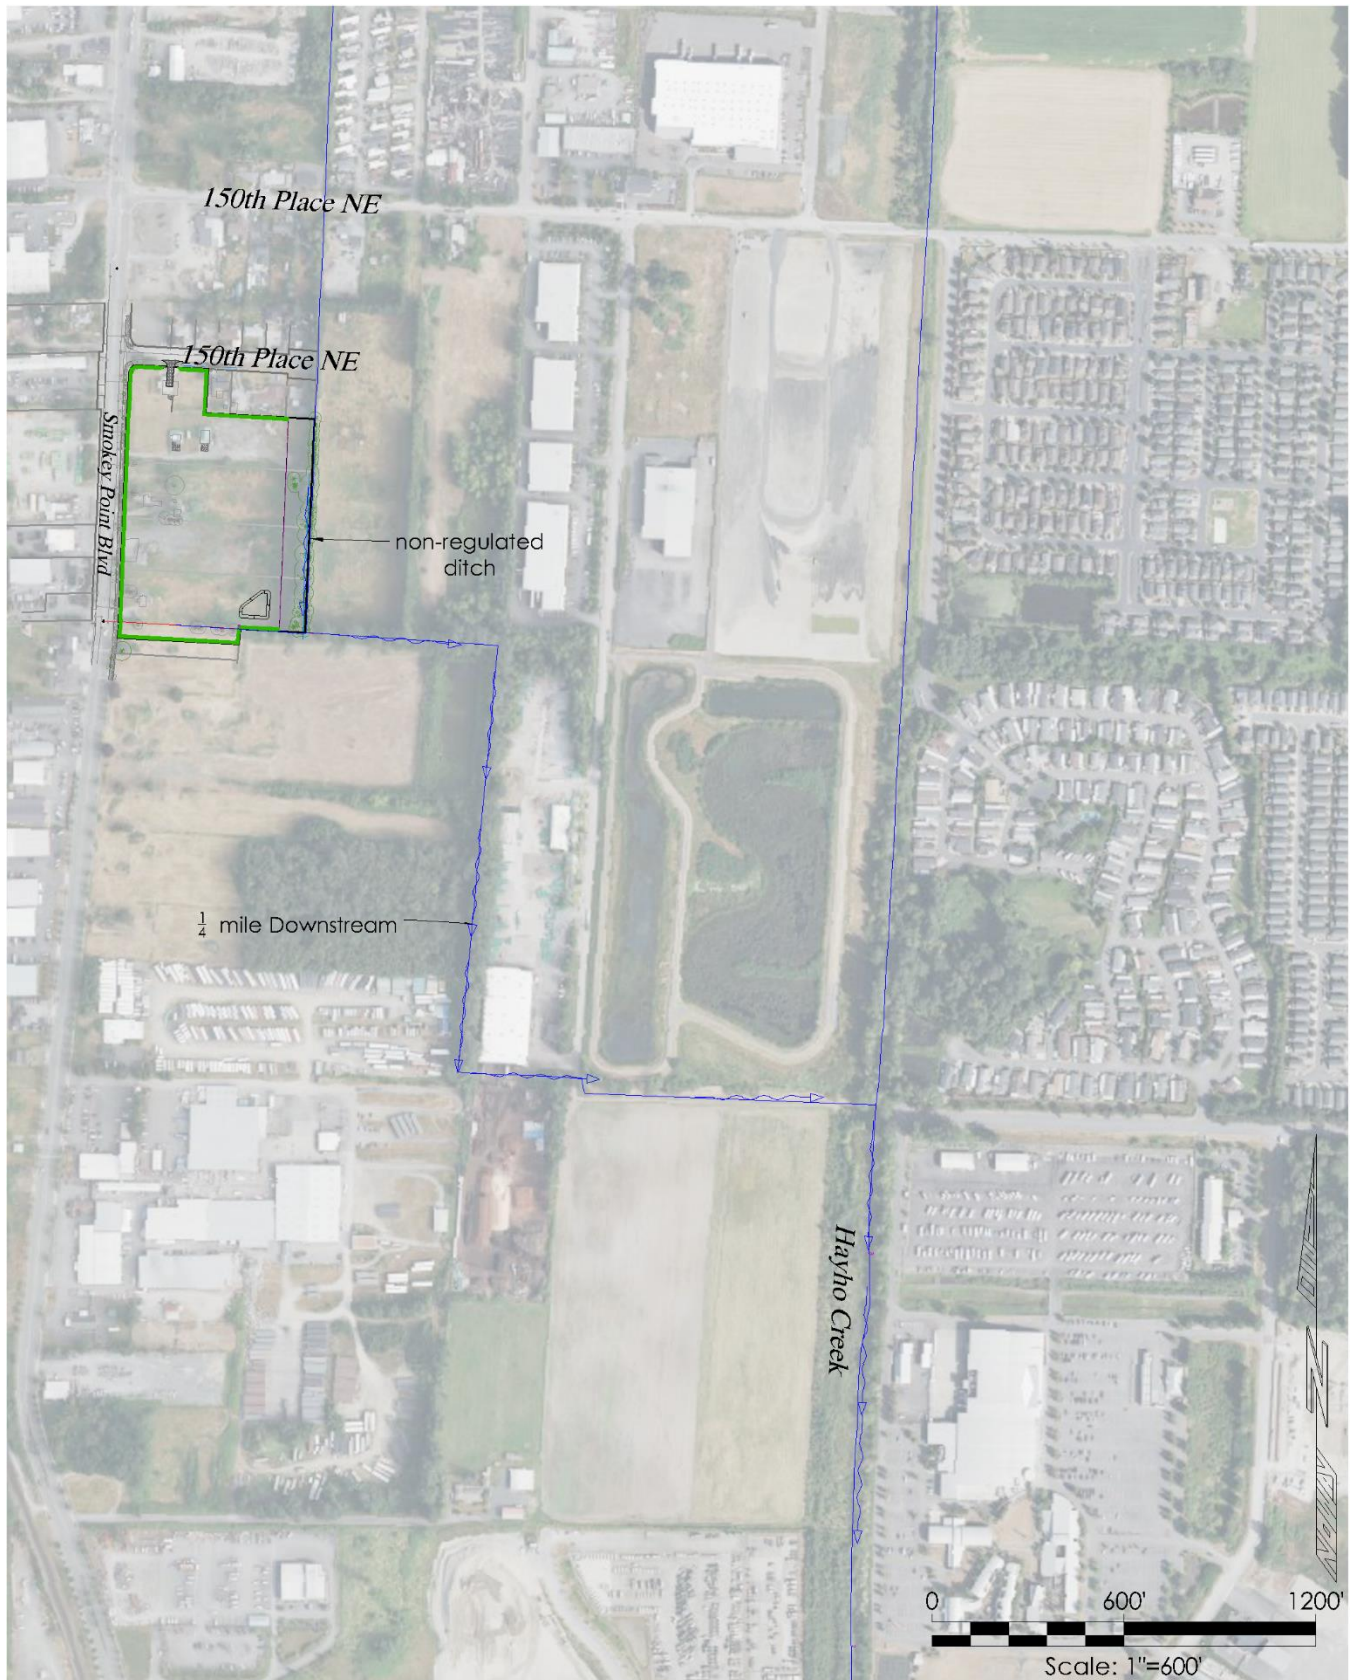 150th Place NE
150th Place NE
Smokey Point Blvd
non-regulated
ditch
1/4 mile Downstream
Hayho Creek
N
0 600' 1200'
Scale: 1"=600'